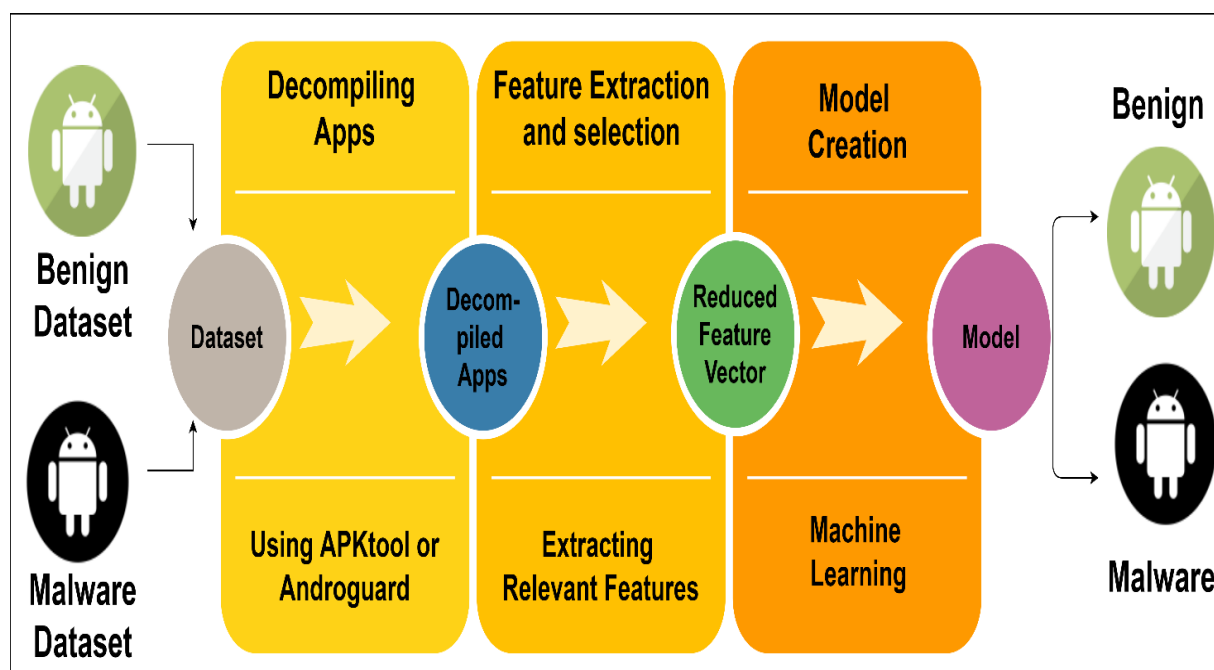 Benign
Dataset
Malware
Dataset
Dataset
Decompiling
Apps
Using APKtool or
Androguard
Decom-
piled
Apps
Feature Extraction
and selection
Extracting
Relevant Features
Reduced
Feature
Vector
Model
Creation
Machine
Learning
Model
Benign
Malware